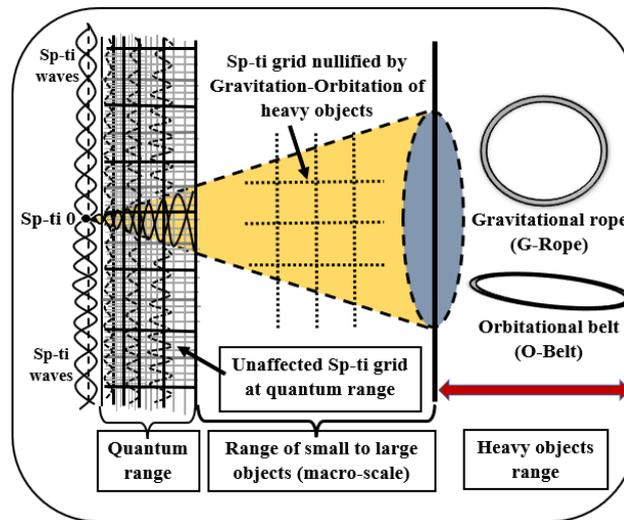 Sp-ti
waves
Sp-ti grid nullified by
Gravitation-Orbitation of
heavy objects
Sp-ti 0
Gravitational rope
(G-Rope)
Orbitational belt
(O-Belt)
Sp-ti
waves
Unaffected Sp-ti grid
at quantum range
Quantum
range
Range of small to large
objects (macro-scale)
Heavy objects
range